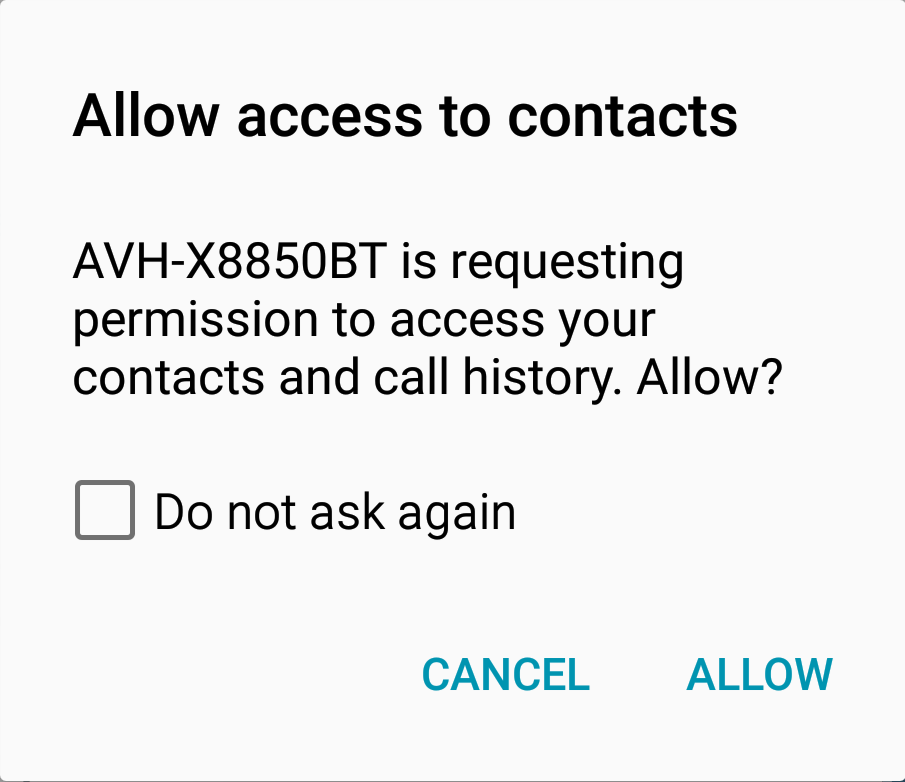 Allow access to contacts
AVH-X8850BT is requesting
permission to access your
contacts and call history. Allow?
Do not ask again
CANCEL ALLOW